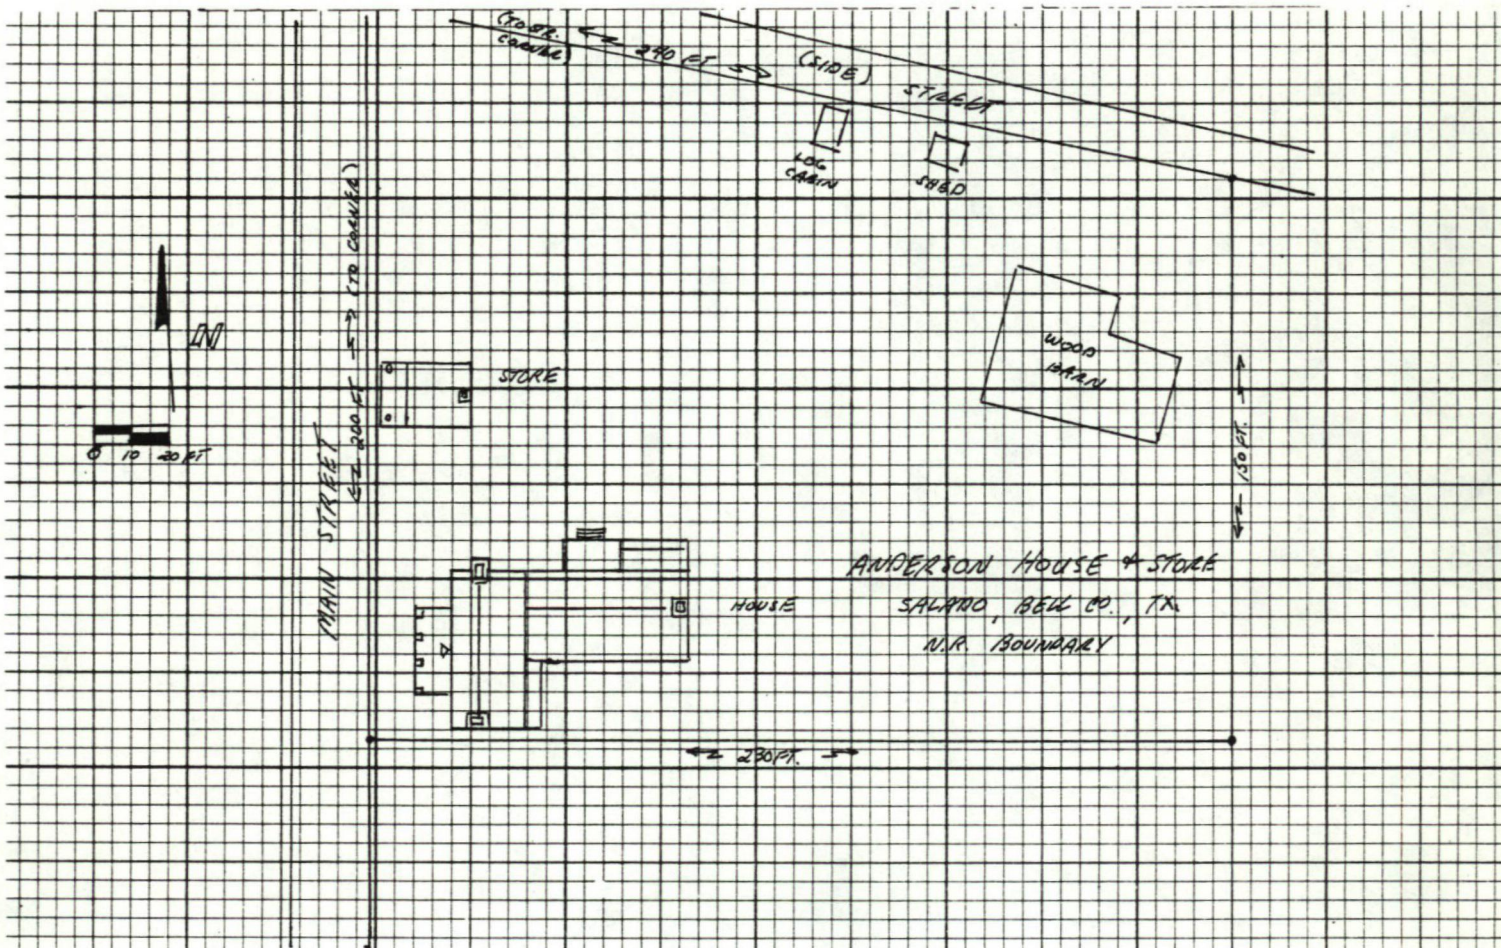 (TO ST.
CORNER)
240 FT
(SIDE)
STREET
LOG
CABIN
SHED
200 FT (TO CORNER)
N
STORE
WOOD
BARN
0 10 20 FT
MAIN STREET
150 FT.
HOUSE
ANDERSON HOUSE & STORE
SALADO, BELL CO., TX.
N.R. BOUNDARY
230 FT.